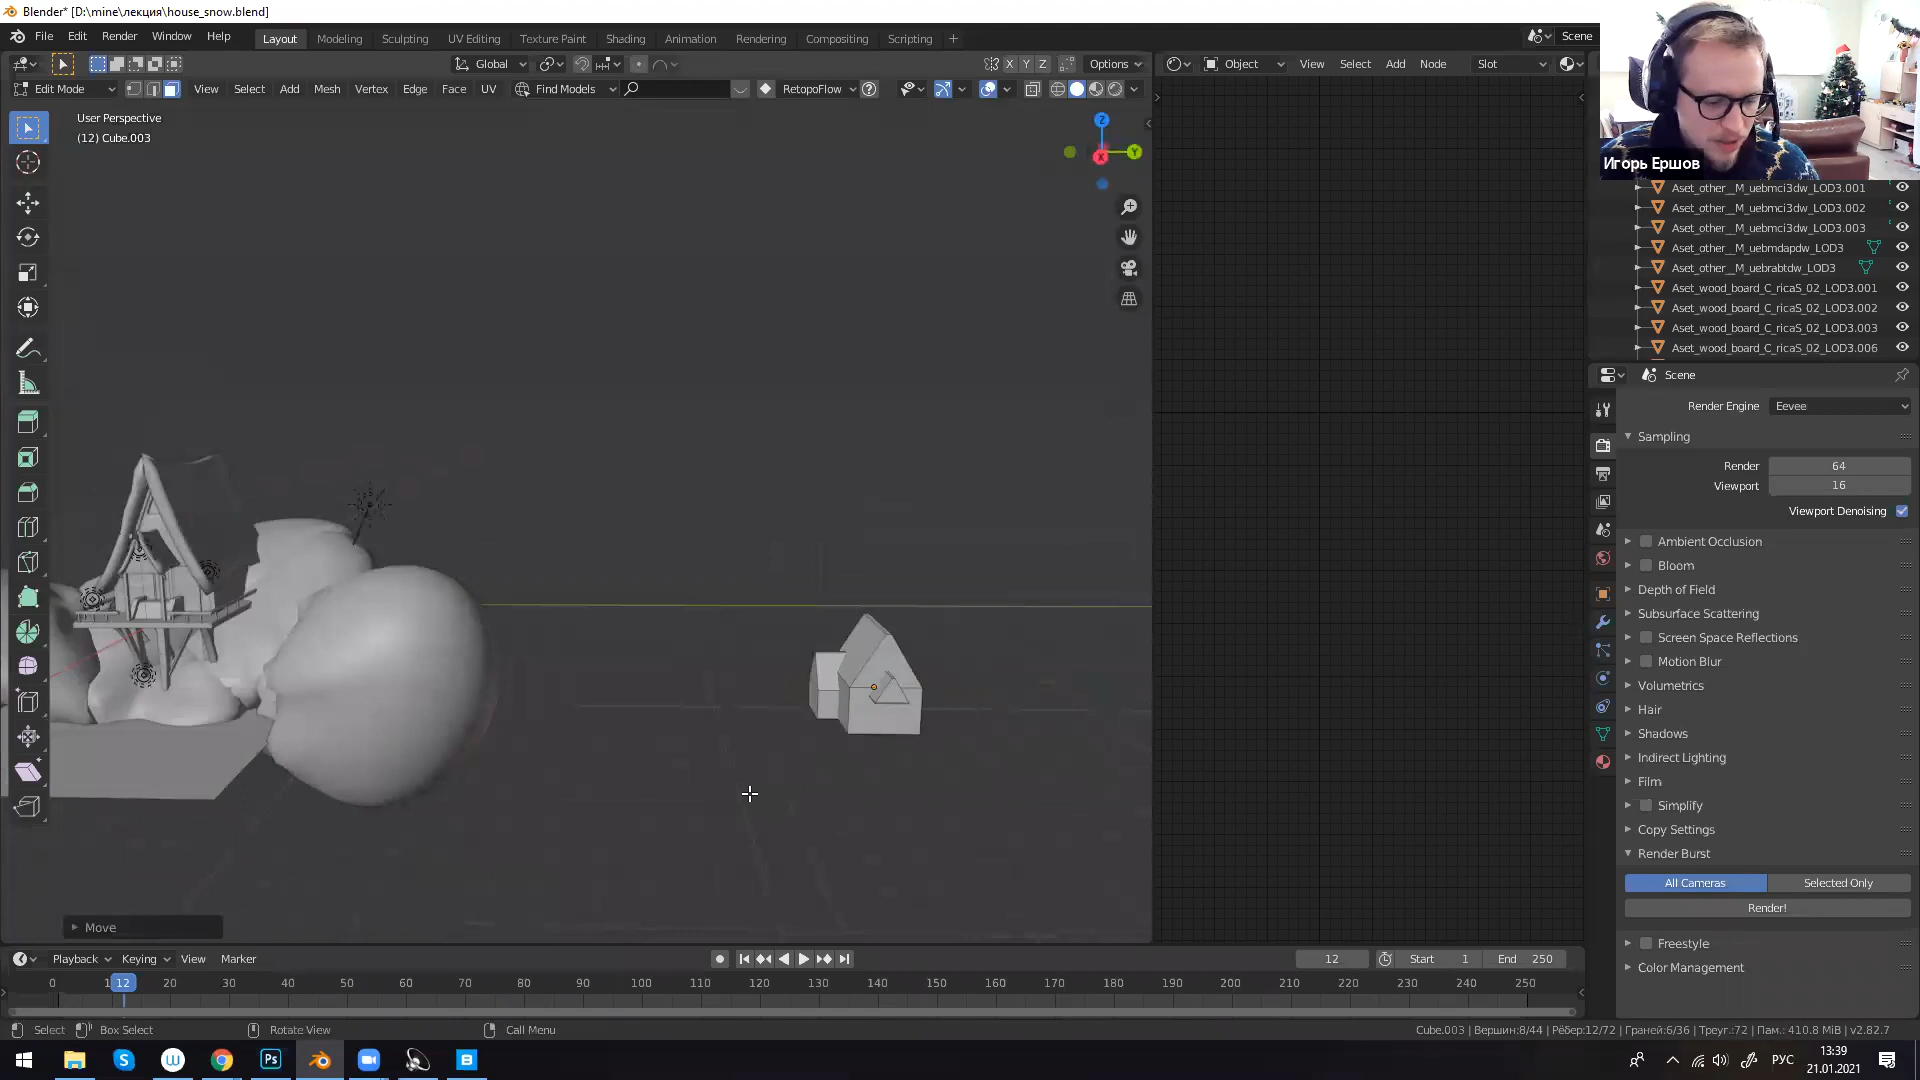 Blender* [D:\mine\лекция\house_snow.blend]
File Edit Render Window Help Layout Modeling Sculpting UV Editing Texture Paint Shading Animation Rendering Compositing Scripting + Scene
Global X Y Z Options Object View Select Add Node Slot
Edit Mode View Select Add Mesh Vertex Edge Face UV Find Models RetopoFlow
User Perspective
(12) Cube.003
Z
Y
X
Игорь Ершов
Aset_other__M_uebmci3dw_LOD3.001
Aset_other__M_uebmci3dw_LOD3.002
Aset_other__M_uebmci3dw_LOD3.003
Aset_other__M_uebmdapdw_LOD3
Aset_other__M_uebrabtdw_LOD3
Aset_wood_board_C_ricaS_02_LOD3.001
Aset_wood_board_C_ricaS_02_LOD3.002
Aset_wood_board_C_ricaS_02_LOD3.003
Aset_wood_board_C_ricaS_02_LOD3.006
Scene
Render Engine Eevee
Sampling
Render 64
Viewport 16
Viewport Denoising
Ambient Occlusion
Bloom
Depth of Field
Subsurface Scattering
Screen Space Reflections
Motion Blur
Volumetrics
Hair
Shadows
Indirect Lighting
Film
Simplify
Copy Settings
Render Burst
All Cameras Selected Only
Render!
Freestyle
Color Management
Move
Playback Keying View Marker 12 Start 1 End 250
0 1 12 20 30 40 50 60 70 80 90 100 110 120 130 140 150 160 170 180 190 200 210 220 230 240 250
Select Box Select Rotate View Call Menu Cube.003 | Вершин:8/44 | Рёбер:12/72 | Граней:6/36 | Треуг.:72 | Пам.: 410.8 MiB | v2.82.7
Ps РУС 13:39
21.01.2021